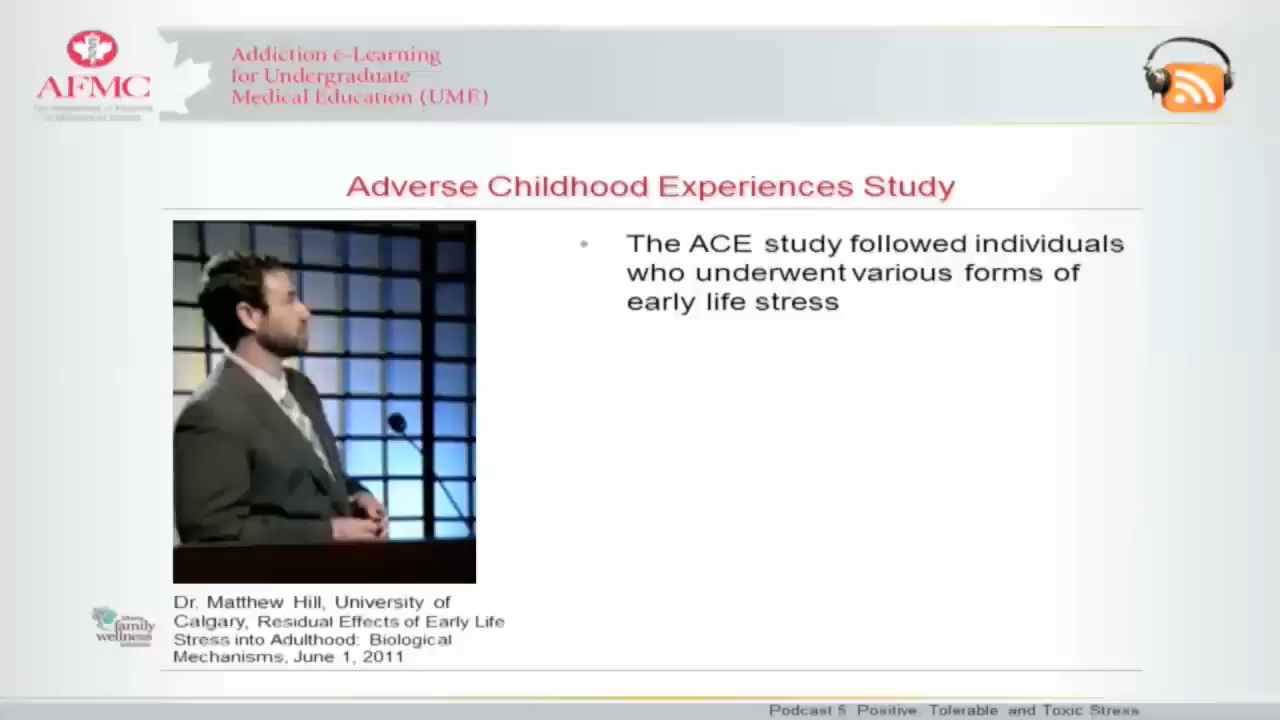 AFMC
Addiction e-Learning
for Undergraduate
Medical Education (UME)
Adverse Childhood Experiences Study
• The ACE study followed individuals
who underwent various forms of
early life stress
Dr. Matthew Hill, University of
Calgary, Residual Effects of Early Life
Stress into Adulthood: Biological
Mechanisms, June 1, 2011
family
wellness
Podcast 5 Positive, Tolerable and Toxic Stress